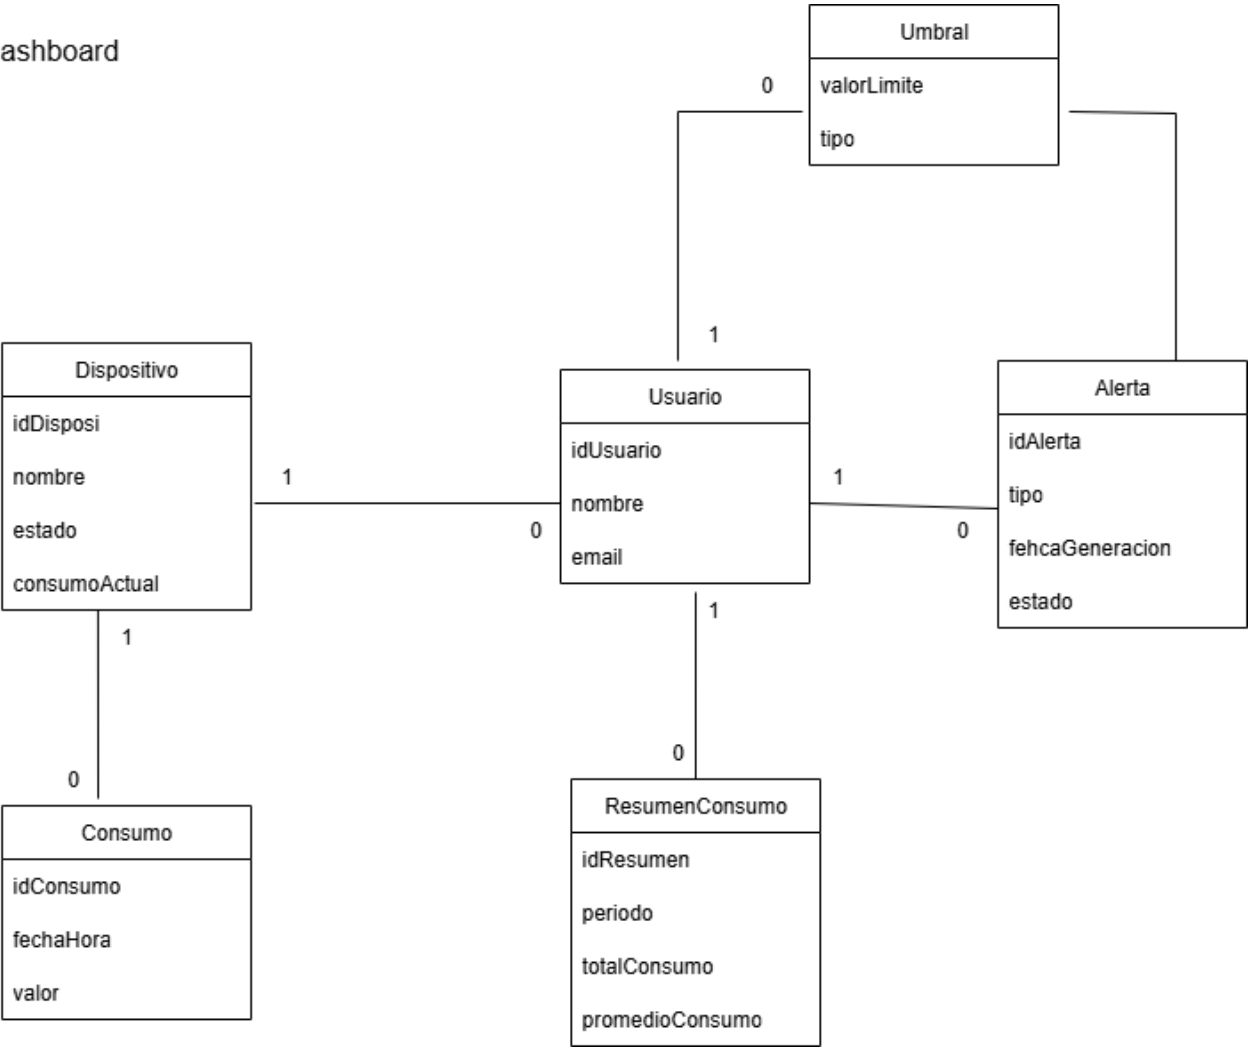 ashboard
Umbral
valorLimite
tipo
0
1
Dispositivo
idDisposi
nombre
estado
consumoActual
1
0
Usuario
idUsuario
nombre
email
1
0
Alerta
idAlerta
tipo
fehcaGeneracion
estado
1
0
Consumo
idConsumo
fechaHora
valor
1
0
ResumenConsumo
idResumen
periodo
totalConsumo
promedioConsumo